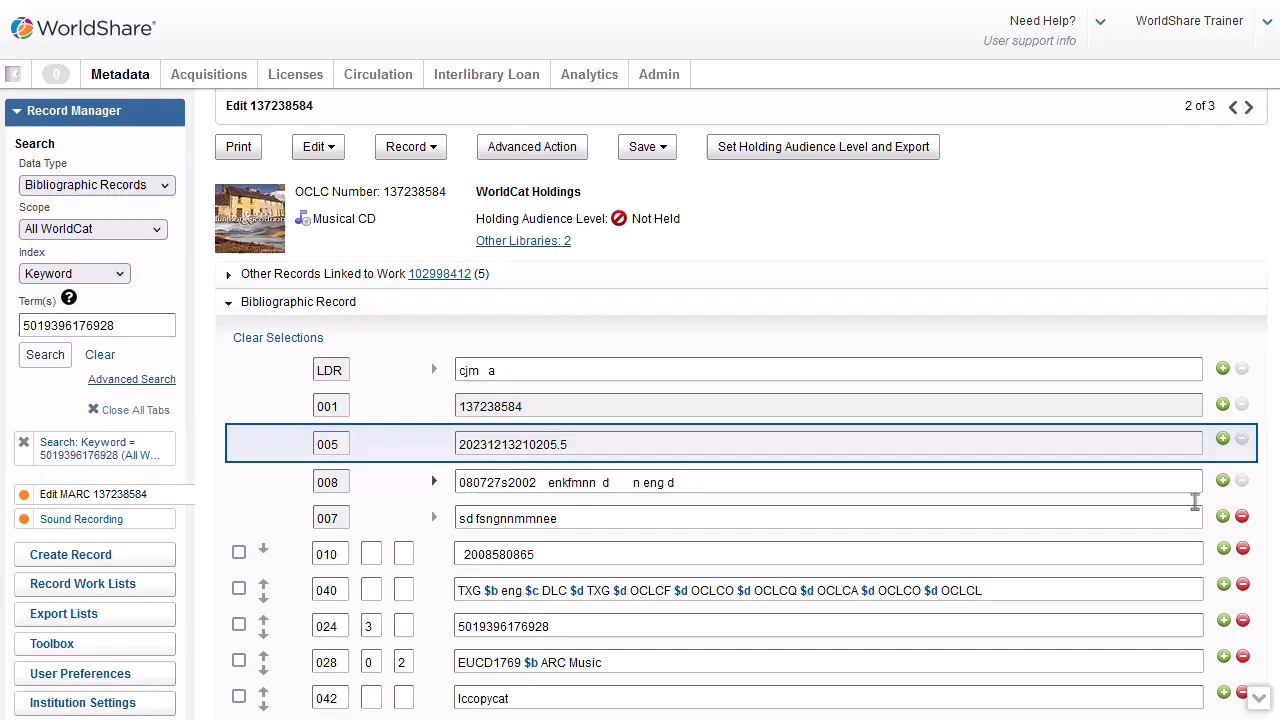 WorldShare®
Need Help?
User support info
WorldShare Trainer
0
Metadata
Acquisitions
Licenses
Circulation
Interlibrary Loan
Analytics
Admin
Record Manager
Search
Data Type
Bibliographic Records
Scope
All WorldCat
Index
Keyword
Term(s) ?
5019396176928
Search
Clear
Advanced Search
Close All Tabs
Search: Keyword =
5019396176928 (All W...
Edit MARC 137238584
Sound Recording
Create Record
Record Work Lists
Export Lists
Toolbox
User Preferences
Institution Settings
Edit 137238584
2 of 3
Print
Edit
Record
Advanced Action
Save
Set Holding Audience Level and Export
OCLC Number: 137238584
Musical CD
WorldCat Holdings
Holding Audience Level: Not Held
Other Libraries: 2
Other Records Linked to Work 102998412 (5)
Bibliographic Record
Clear Selections
LDR cjm a
001 137238584
005 20231213210205.5
008 080727s2002 enkfmnn d n eng d
007 sd fsngnnmmnee
010 2008580865
040 TXG $b eng $c DLC $d TXG $d OCLCF $d OCLCO $d OCLCQ $d OCLCA $d OCLCO $d OCLCL
024 3 5019396176928
028 0 2 EUCD1769 $b ARC Music
042 lccopycat